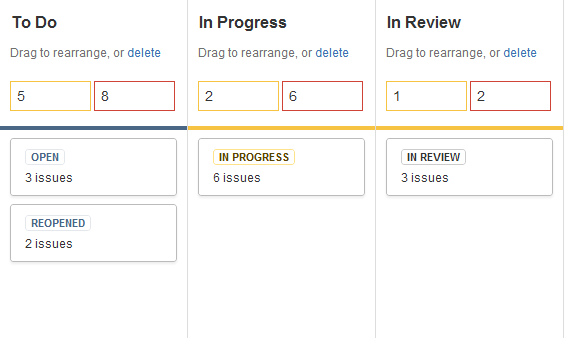 To Do
Drag to rearrange, or delete
5 8
OPEN
3 issues
REOPENED
2 issues
In Progress
Drag to rearrange, or delete
2 6
IN PROGRESS
6 issues
In Review
Drag to rearrange, or delete
1 2
IN REVIEW
3 issues